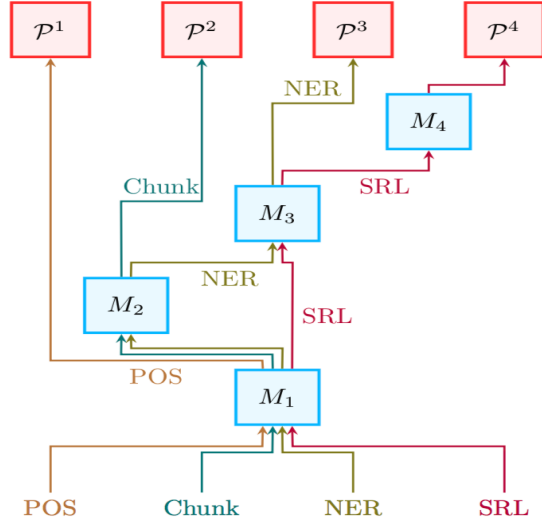 𝒫¹ 𝒫² 𝒫³ 𝒫⁴
NER
M₄
Chunk
SRL
M₃
NER
M₂
SRL
POS
M₁
POS Chunk NER SRL